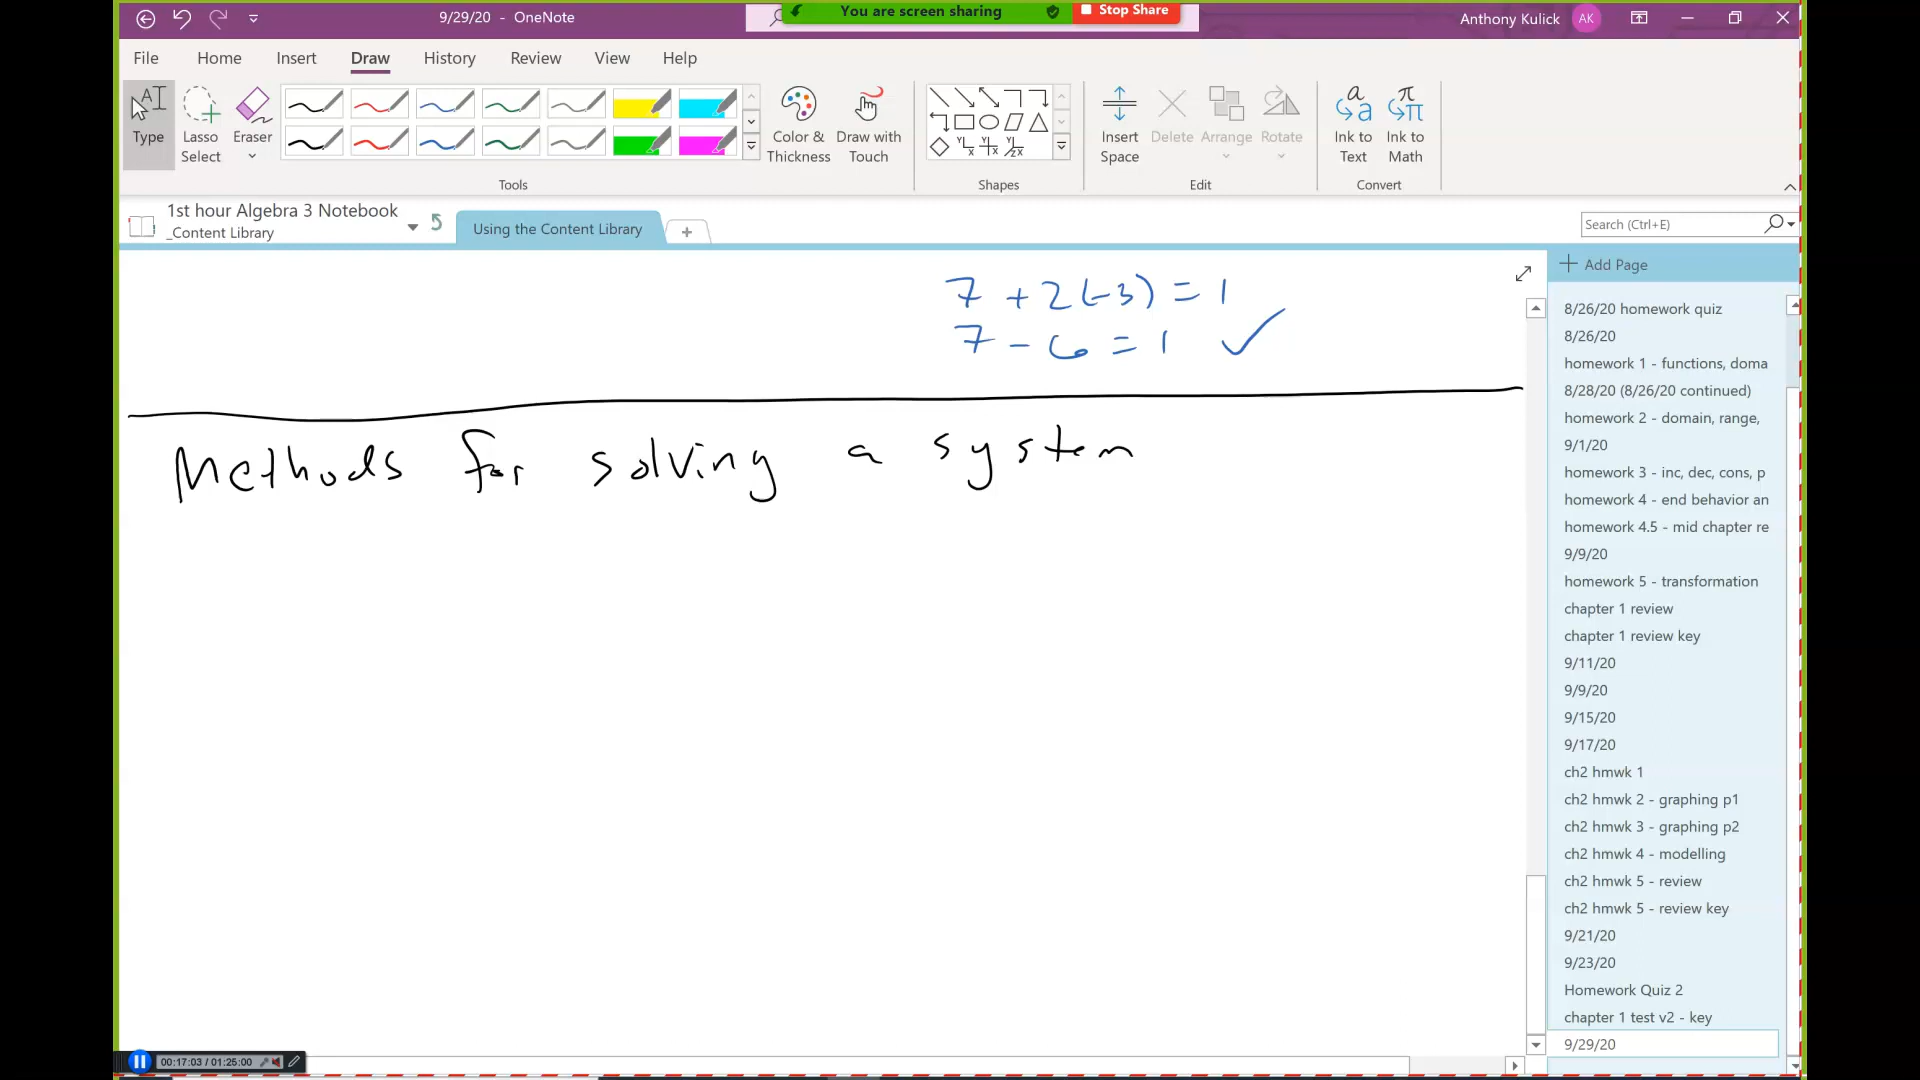 9/29/20 - OneNote
You are screen sharing
Stop Share
Anthony Kulick
AK
File Home Insert Draw History Review View Help
Type
Lasso Select
Eraser
Color & Thickness
Draw with Touch
Insert Space
Delete
Arrange
Rotate
Ink to Text
Ink to Math
Tools
Shapes
Edit
Convert
1st hour Algebra 3 Notebook
_Content Library
Using the Content Library
Search (Ctrl+E)
7 + 2(-3) = 1
7 - 6 = 1 ✓
Methods for solving a system
Add Page
8/26/20 homework quiz
8/26/20
homework 1 - functions, doma
8/28/20 (8/26/20 continued)
homework 2 - domain, range,
9/1/20
homework 3 - inc, dec, cons, p
homework 4 - end behavior an
homework 4.5 - mid chapter re
9/9/20
homework 5 - transformation
chapter 1 review
chapter 1 review key
9/11/20
9/9/20
9/15/20
9/17/20
ch2 hmwk 1
ch2 hmwk 2 - graphing p1
ch2 hmwk 3 - graphing p2
ch2 hmwk 4 - modelling
ch2 hmwk 5 - review
ch2 hmwk 5 - review key
9/21/20
9/23/20
Homework Quiz 2
chapter 1 test v2 - key
9/29/20
00:17:03 / 01:25:00